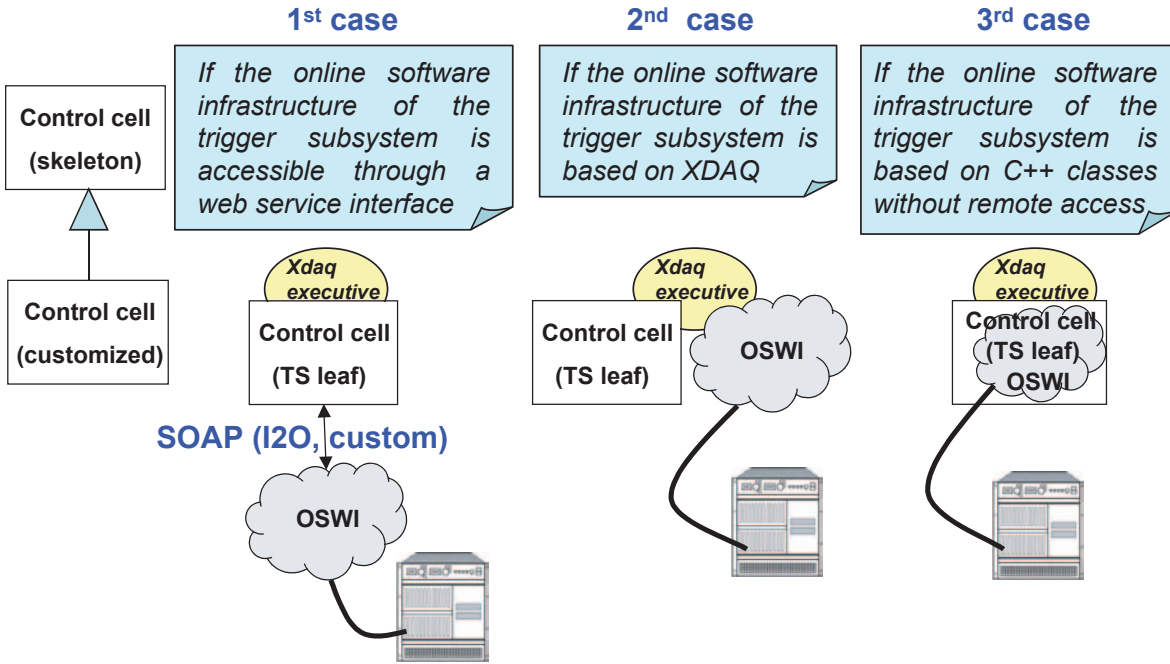 1st case
2nd case
3rd case
Control cell
(skeleton)
Control cell
(customized)
If the online software
infrastructure of the
trigger subsystem is
accessible through a
web service interface
If the online software
infrastructure of the
trigger subsystem is
based on XDAQ
If the online software
infrastructure of the
trigger subsystem is
based on C++ classes
without remote access
Xdaq
executive
Control cell
(TS leaf)
SOAP (I2O, custom)
OSWI
Xdaq
executive
Control cell
(TS leaf)
OSWI
Xdaq
executive
Control cell
(TS leaf)
OSWI